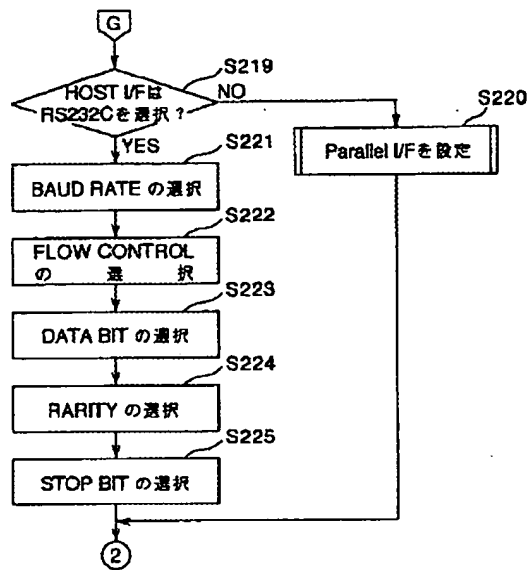 G
S219
HOST I/Fは
RS232Cを選択？
NO
YES
S220
Parallel I/Fを設定
S221
BAUD RATE の選択
S222
FLOW CONTROL
の 選 択
S223
DATA BIT の選択
S224
RARITY の選択
S225
STOP BIT の選択
2